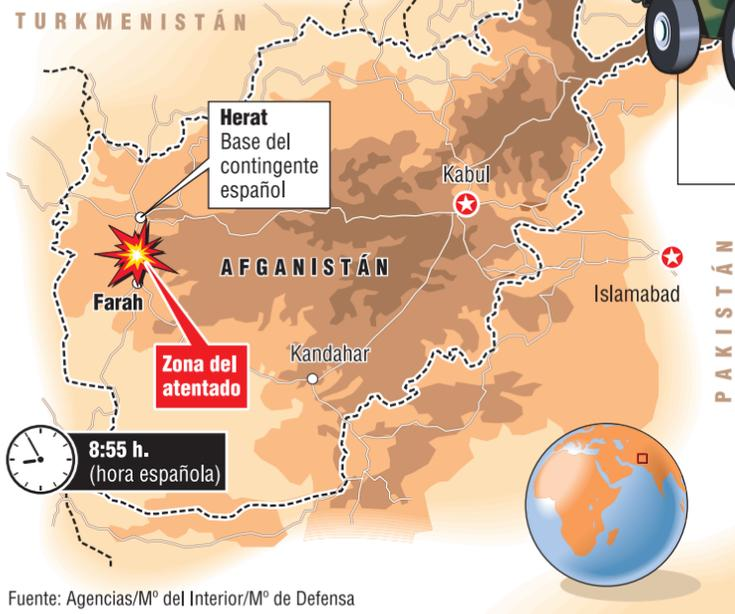 TURKMENISTÁN
Herat
Base del
contingente
español
Kabul
AFGANISTÁN
Islamabad
PAKISTÁN
Farah
Zona del
atentado
Kandahar
8:55 h.
(hora española)
Fuente: Agencias/Mº del Interior/Mº de Defensa